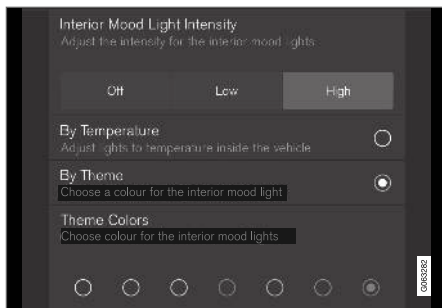 Interior Mood Light Intensity
Adjust the intensity for the interior mood lights
Off Low High
By Temperature
Adjust lights to temperature inside the vehicle
By Theme
Choose a colour for the interior mood light
Theme Colors
Choose colour for the interior mood lights
G063282